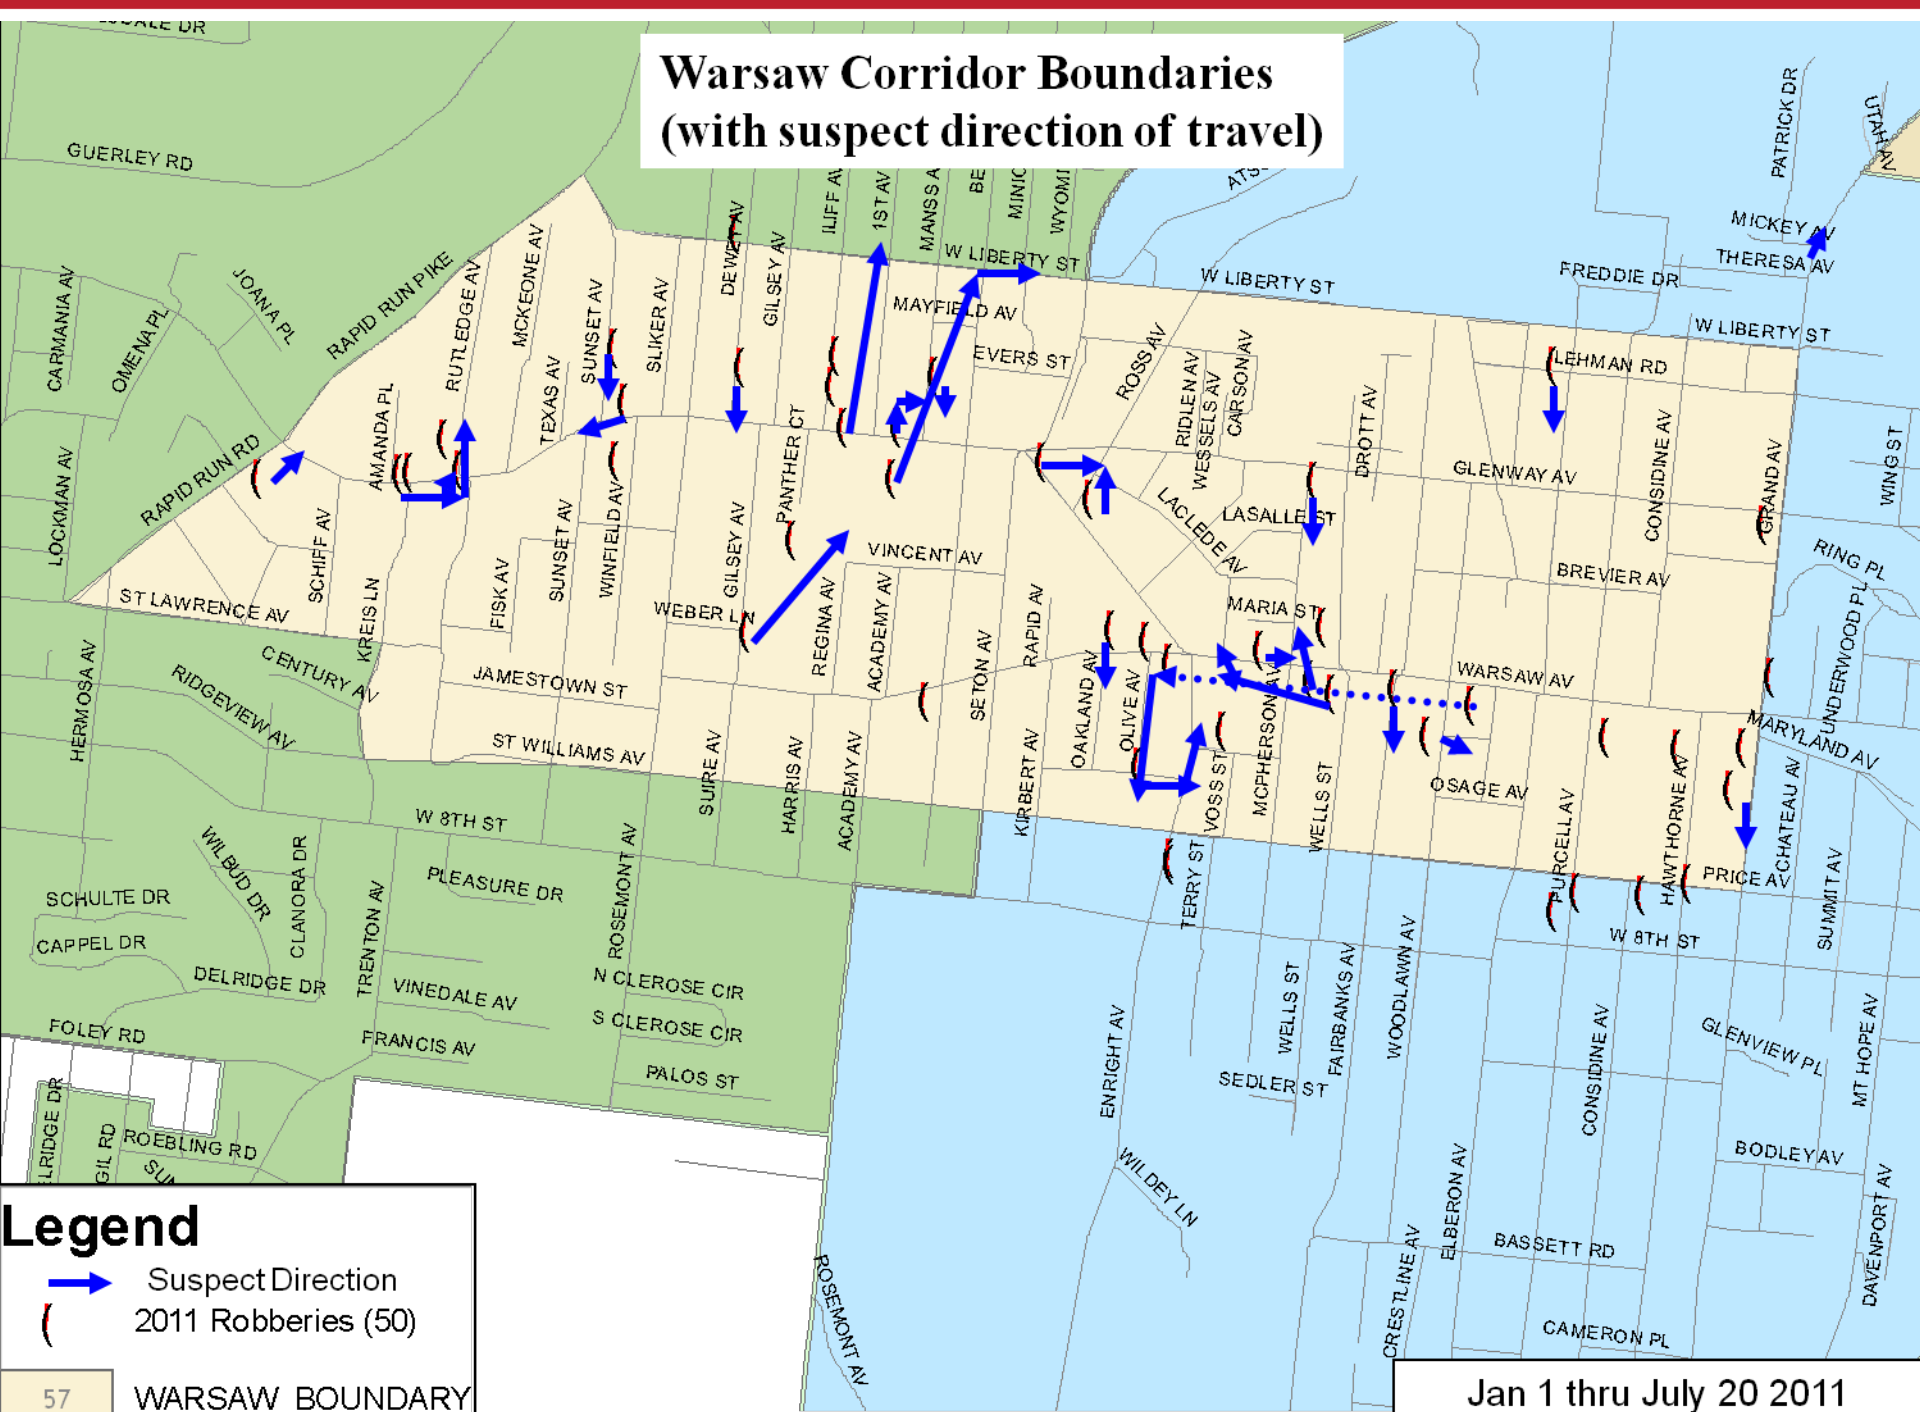 Warsaw Corridor Boundaries
(with suspect direction of travel)
GUERLEY RD
ILIFF AV
1ST AV
PATRICK DR
UTAH AV
MICKEY AV
THERESA AV
FREDDIE DR
W LIBERTY ST
W LIBERTY ST
W LIBERTY ST
DEWEY AV
GILSEY AV
CARMANIA AV
OMENA PL
JOANA PL
RAPID RUN PIKE
RUTLEDGE AV
MCKEONE AV
SUNSET AV
SLIKER AV
MAYFIELD AV
EVERS ST
ROSS AV
RIDLEN AV
WESSELS AV
CARSON AV
LEHMAN RD
DROTT AV
AMANDA PL
TEXAS AV
PANTHER CT
RAPID RUN RD
LOCKMAN AV
GLENWAY AV
CONSIDINE AV
GRAND AV
WING ST
LACLEDE AV
LASALLE ST
SCHIFF AV
SUNSET AV
WINFIELD AV
GILSEY AV
VINCENT AV
BREVIER AV
RING PL
UNDERWOOD PL
ST LAWRENCE AV
KREIS LN
FISK AV
WEBER LN
REGINA AV
ACADEMY AV
RAPID AV
MARIA ST
HERMOSA AV
CENTURY AV
RIDGEVIEW AV
JAMESTOWN ST
SETON AV
OAKLAND AV
OLIVE AV
MCPHERSON AV
WARSAW AV
MARYLAND AV
ST WILLIAMS AV
SUIRE AV
HARRIS AV
ACADEMY AV
KIRBERT AV
VOSS ST
WELLS ST
OSAGE AV
PURCELL AV
HAWTHORNE AV
CHATEAU AV
PRICE AV
W 8TH ST
W 8TH ST
WILBUD DR
CLANORA DR
PLEASURE DR
ROSEMONT AV
SCHULTE DR
CAPPEL DR
TRENTON AV
TERRY ST
SUMMIT AV
DELRIDGE DR
VINEDALE AV
N CLEROSE CIR
S CLEROSE CIR
FOLEY RD
FRANCIS AV
PALOS ST
ENRIGHT AV
WELLS ST
FAIRBANKS AV
WOODLAWN AV
CONSIDINE AV
GLENVIEW PL
MT HOPE AV
SEDLER ST
ROEBLING RD
WILDEY LN
ELBERON AV
BODLEY AV
DAVENPORT AV
BASSETT RD
CRESTLINE AV
CAMERON PL
ROSEMONT AV
Legend
Suspect Direction
2011 Robberies (50)
57 WARSAW BOUNDARY
Jan 1 thru July 20 2011